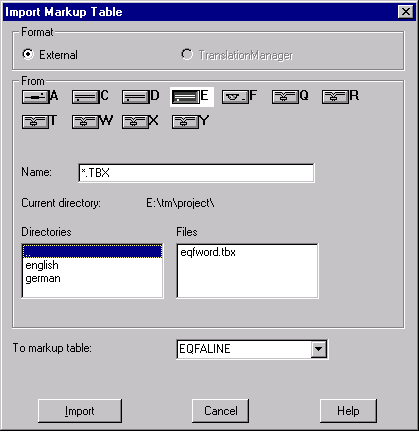 Import Markup Table
Format
External TranslationManager
From
A C D E F Q R
T W X Y
Name: *.TBX
Current directory: E:\tm\project\
Directories Files
.. eqfword.tbx
english
german
To markup table: EQFALINE
Import Cancel Help